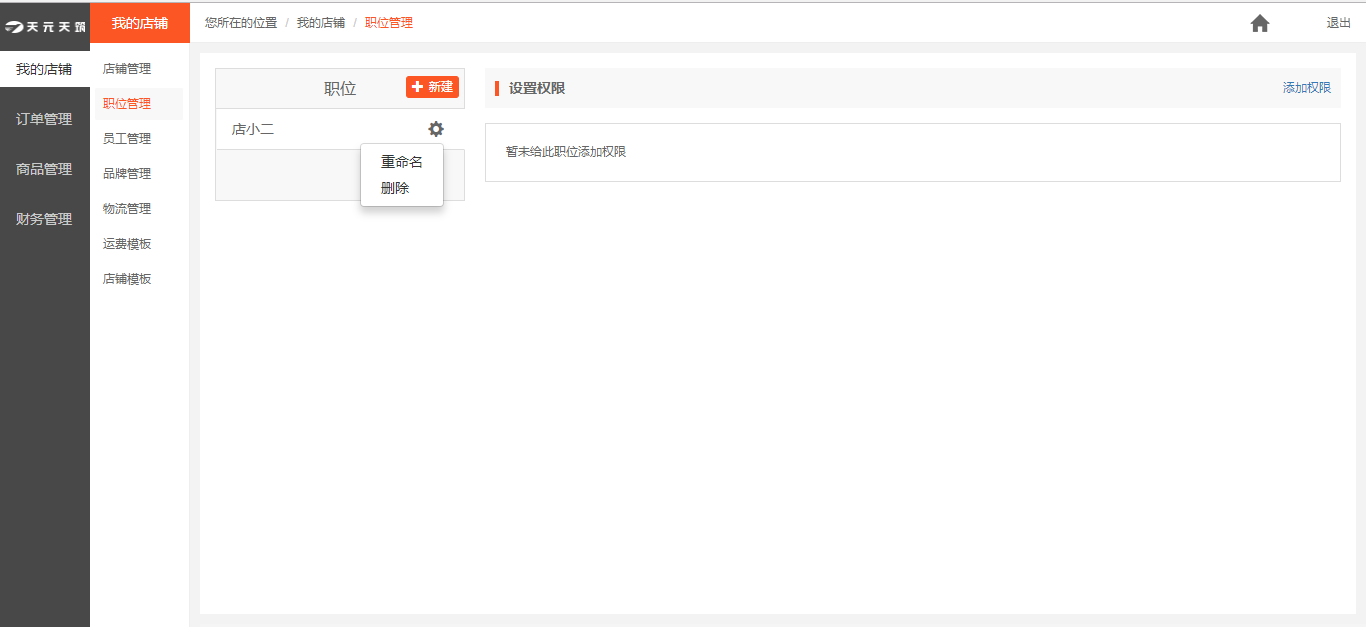 天元天筑
我的店铺
您所在的位置 / 我的店铺 / 职位管理
退出
我的店铺
订单管理
商品管理
财务管理
店铺管理
职位管理
员工管理
品牌管理
物流管理
运费模板
店铺模板
职位
新建
店小二
重命名
删除
设置权限
添加权限
暂未给此职位添加权限